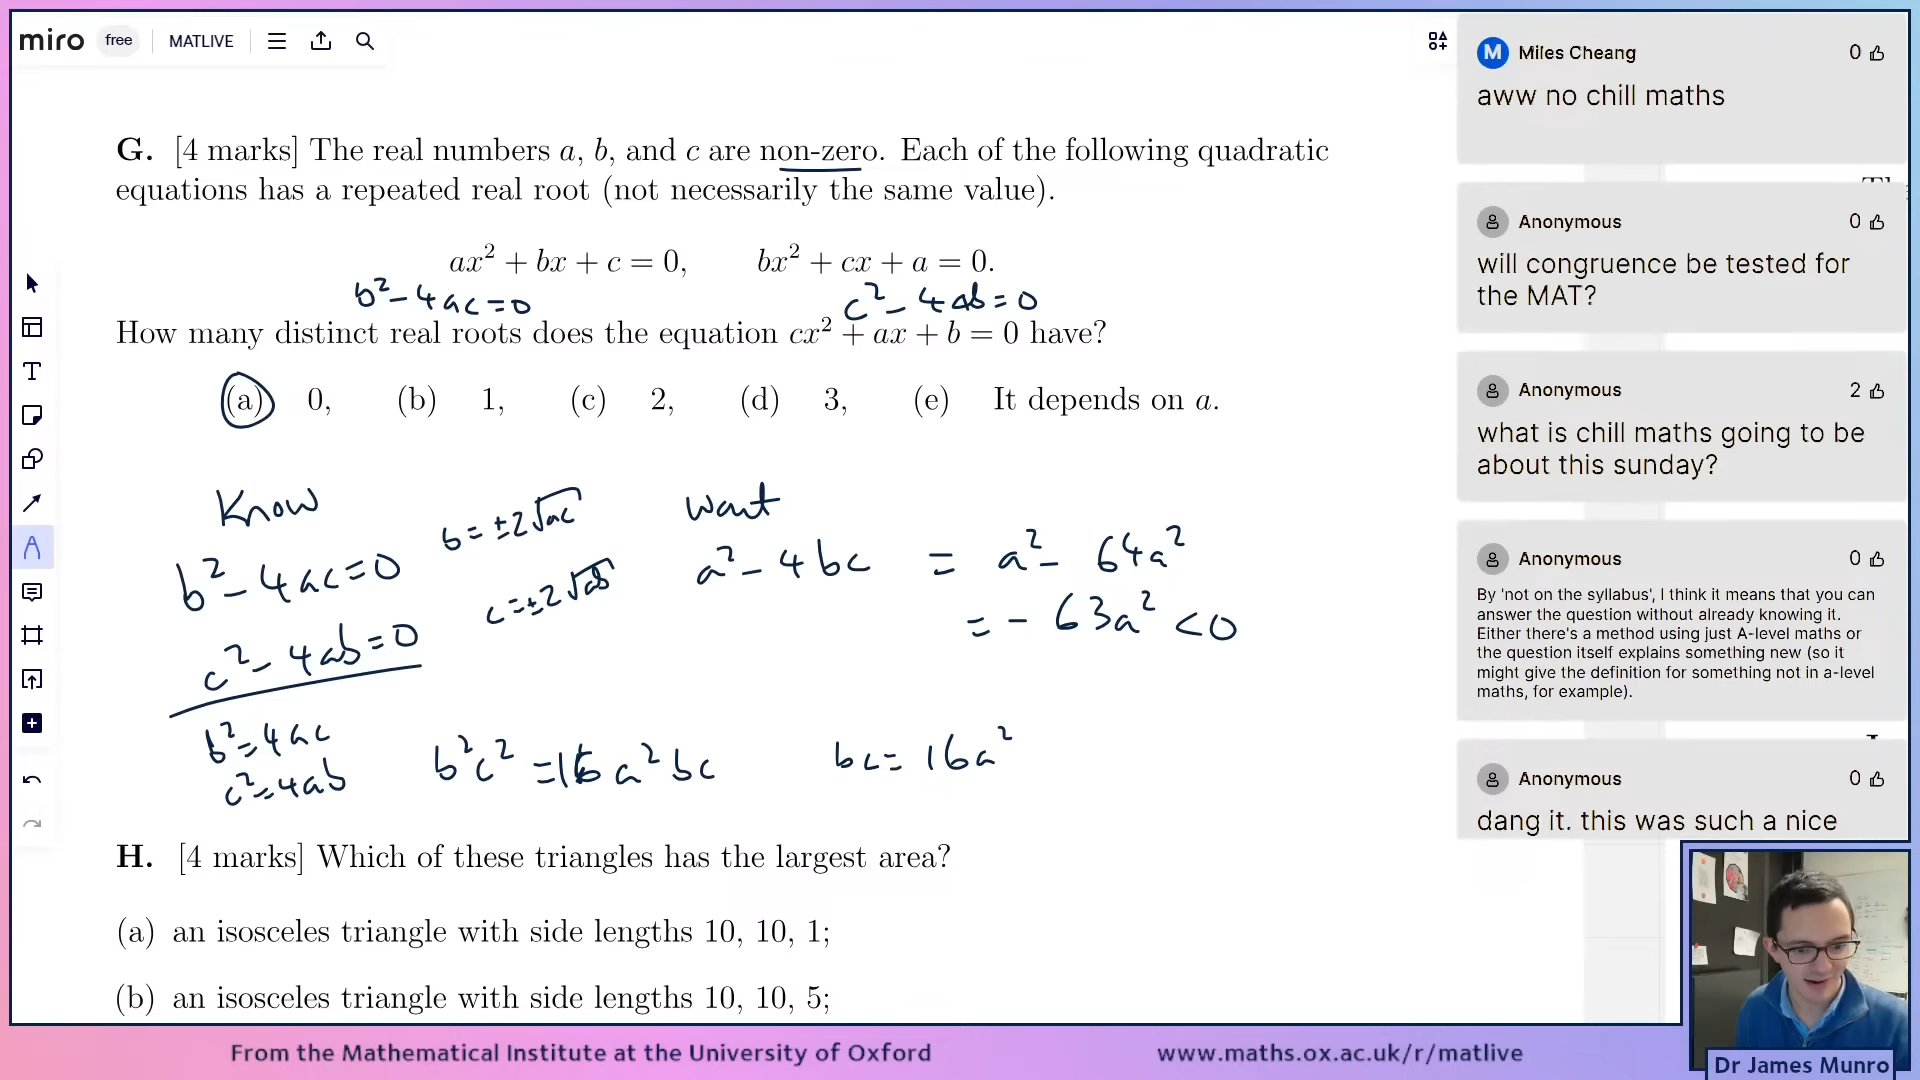 miro free MATLIVE
G. [4 marks] The real numbers a, b, and c are non-zero. Each of the following quadratic
equations has a repeated real root (not necessarily the same value).
ax² + bx + c = 0, bx² + cx + a = 0.
b² - 4ac = 0 c² - 4ab = 0
How many distinct real roots does the equation cx² + ax + b = 0 have?
(a) 0, (b) 1, (c) 2, (d) 3, (e) It depends on a.
Know
b² - 4ac = 0
c² - 4ab = 0
b = ±2√ac
c = ±2√ab
Want
a² - 4bc = a² - 64a²
= - 63a² < 0
b² = 4ac
c² = 4ab
b²c² = 16a²bc
bc = 16a²
H. [4 marks] Which of these triangles has the largest area?
(a) an isosceles triangle with side lengths 10, 10, 1;
(b) an isosceles triangle with side lengths 10, 10, 5;
M Miles Cheang 0
aww no chill maths
Anonymous 0
will congruence be tested for
the MAT?
Anonymous 2
what is chill maths going to be
about this sunday?
Anonymous 0
By 'not on the syllabus', I think it means that you can
answer the question without already knowing it.
Either there's a method using just A-level maths or
the question itself explains something new (so it
might give the definition for something not in a-level
maths, for example).
Anonymous 0
dang it. this was such a nice
From the Mathematical Institute at the University of Oxford
www.maths.ox.ac.uk/r/matlive
Dr James Munro